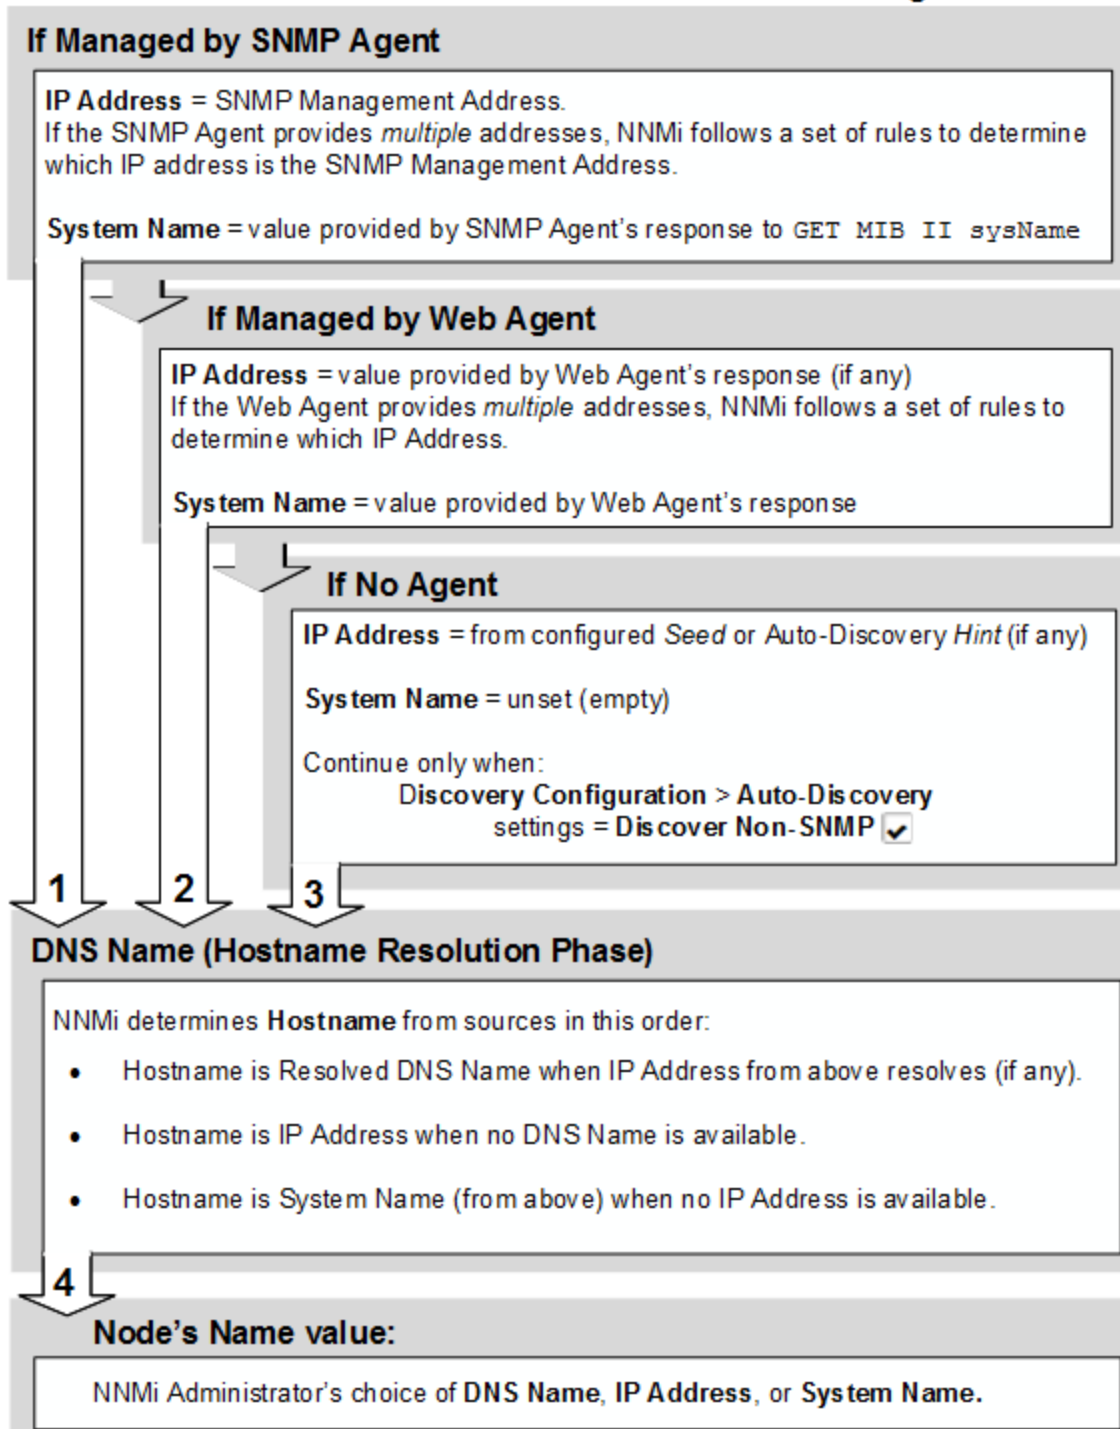 If Managed by SNMP Agent
IP Address = SNMP Management Address.
If the SNMP Agent provides multiple addresses, NNMi follows a set of rules to determine
which IP address is the SNMP Management Address.
System Name = value provided by SNMP Agent's response to GET MIB II sysName
If Managed by Web Agent
IP Address = value provided by Web Agent's response (if any)
If the Web Agent provides multiple addresses, NNMi follows a set of rules to
determine which IP Address.
System Name = value provided by Web Agent's response
If No Agent
IP Address = from configured Seed or Auto-Discovery Hint (if any)
System Name = unset (empty)
Continue only when:
Discovery Configuration > Auto-Discovery
settings = Discover Non-SNMP
1 2 3
DNS Name (Hostname Resolution Phase)
NNMi determines Hostname from sources in this order:
• Hostname is Resolved DNS Name when IP Address from above resolves (if any).
• Hostname is IP Address when no DNS Name is available.
• Hostname is System Name (from above) when no IP Address is available.
4
Node's Name value:
NNMi Administrator's choice of DNS Name, IP Address, or System Name.